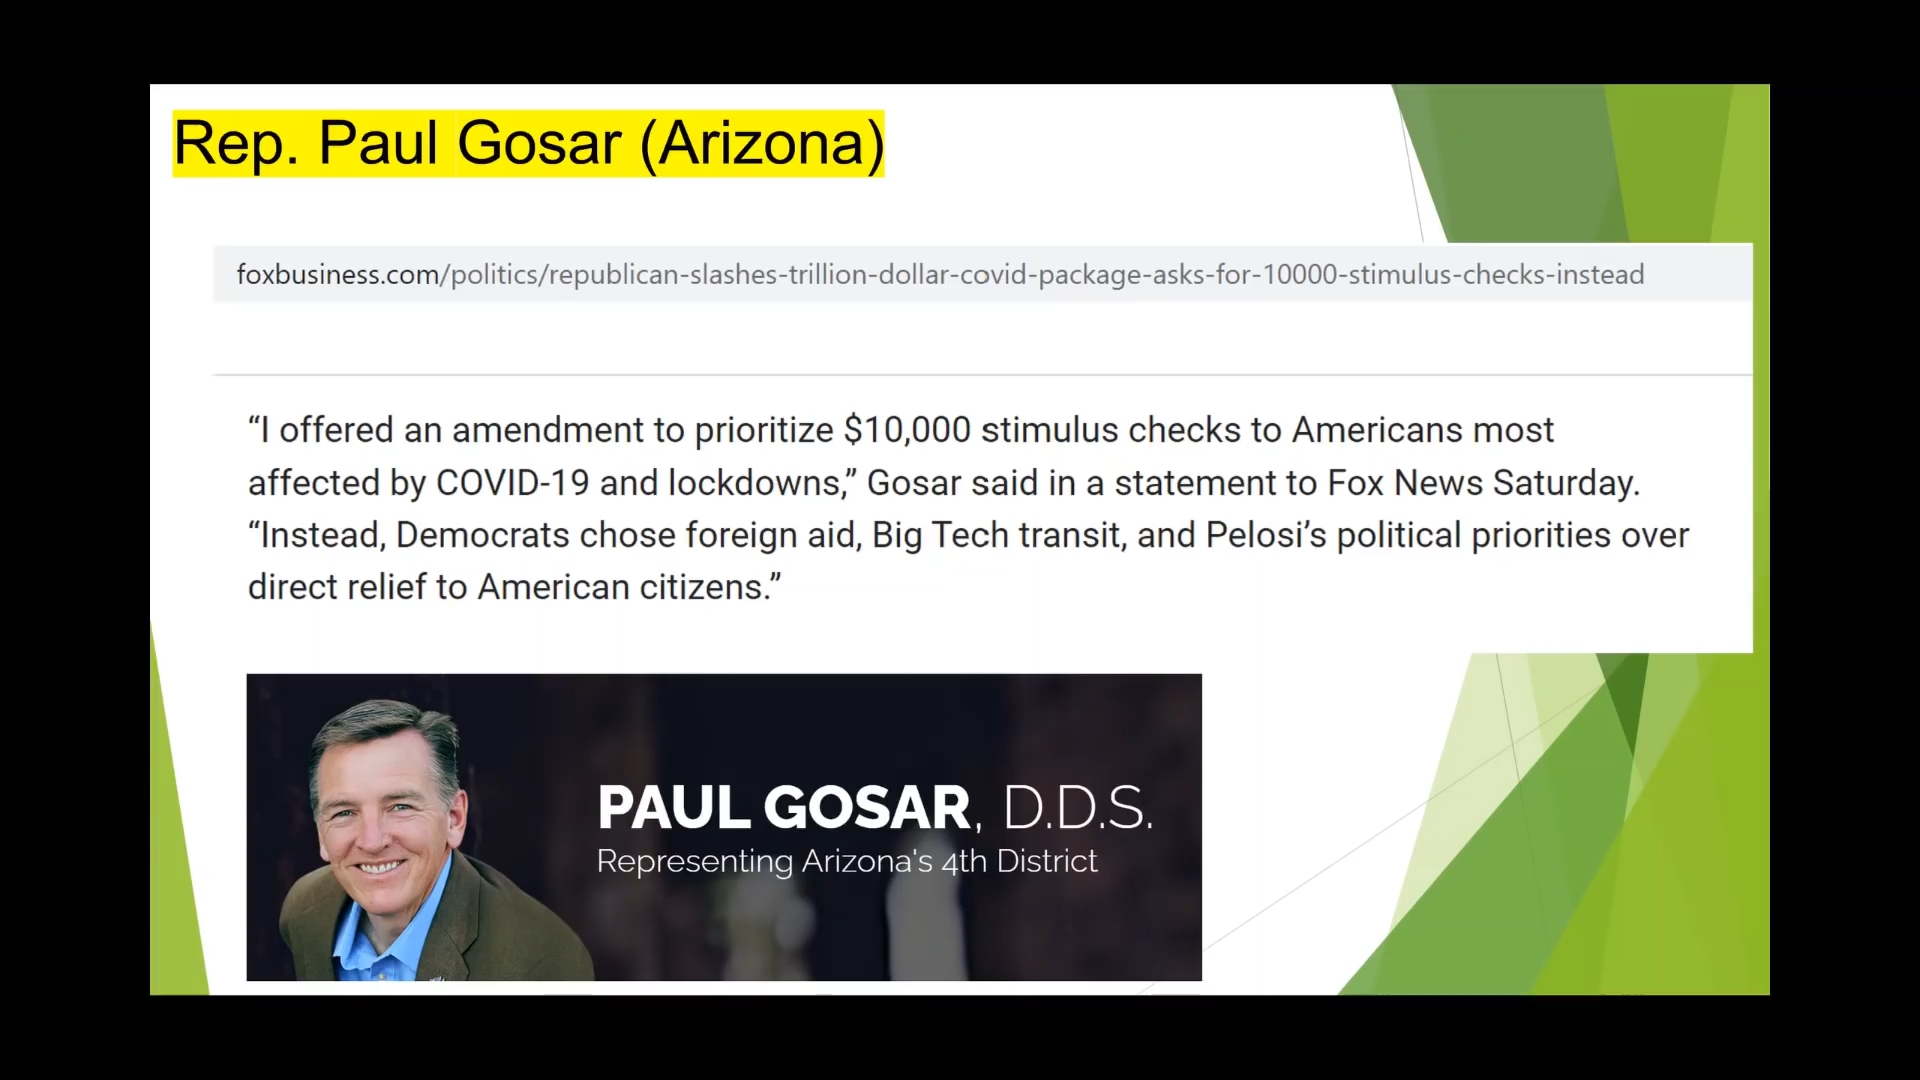 Rep. Paul Gosar (Arizona)
foxbusiness.com/politics/republican-slashes-trillion-dollar-covid-package-asks-for-10000-stimulus-checks-instead
“I offered an amendment to prioritize $10,000 stimulus checks to Americans most
affected by COVID-19 and lockdowns,” Gosar said in a statement to Fox News Saturday.
“Instead, Democrats chose foreign aid, Big Tech transit, and Pelosi’s political priorities over
direct relief to American citizens.”
PAUL GOSAR, D.D.S.
Representing Arizona's 4th District